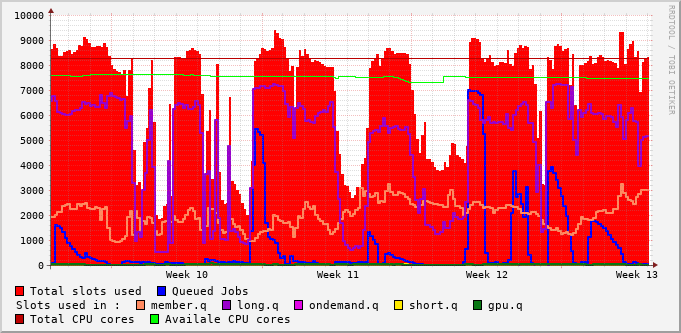 RRDTOOL / TOBI OETIKER
10000
9000
8000
7000
6000
5000
4000
3000
2000
1000
0
Week 10 Week 11 Week 12 Week 13
Total slots used Queued Jobs
Slots used in : member.q long.q ondemand.q short.q gpu.q
Total CPU cores Availale CPU cores